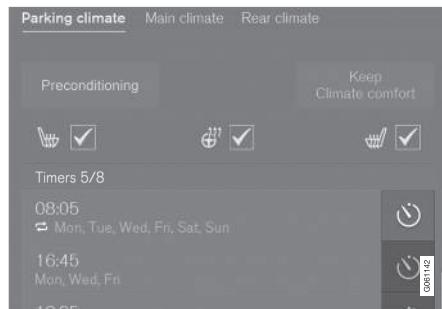 Parking climate Main climate Rear climate
Preconditioning
Keep
Climate comfort
Timers 5/8
08:05
Mon, Tue, Wed, Fri, Sat, Sun
16:45
Mon, Wed, Fri
G061142